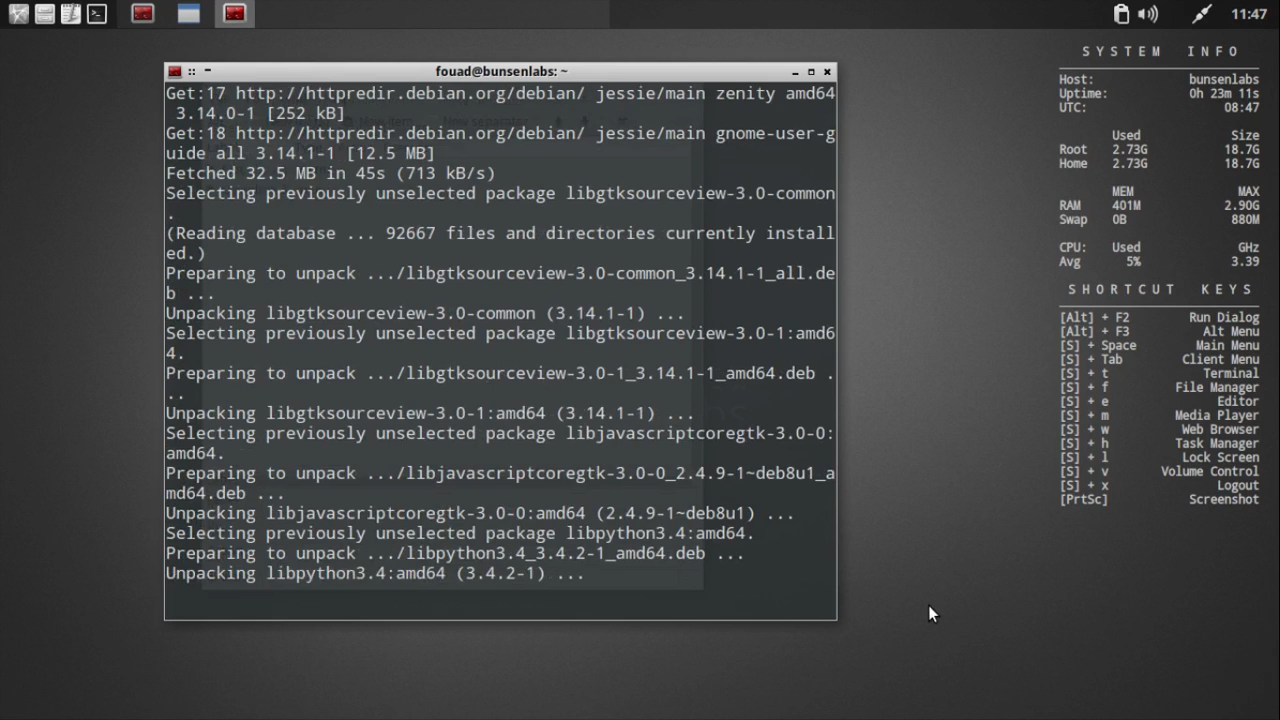 11:47
fouad@bunsenlabs: ~
Get:17 http://httpredir.debian.org/debian/ jessie/main zenity amd64
 3.14.0-1 [252 kB]
Get:18 http://httpredir.debian.org/debian/ jessie/main gnome-user-g
uide all 3.14.1-1 [12.5 MB]
Fetched 32.5 MB in 45s (713 kB/s)
Selecting previously unselected package libgtksourceview-3.0-common
.
(Reading database ... 92667 files and directories currently install
ed.)
Preparing to unpack .../libgtksourceview-3.0-common_3.14.1-1_all.de
b ...
Unpacking libgtksourceview-3.0-common (3.14.1-1) ...
Selecting previously unselected package libgtksourceview-3.0-1:amd6
4.
Preparing to unpack .../libgtksourceview-3.0-1_3.14.1-1_amd64.deb .
..
Unpacking libgtksourceview-3.0-1:amd64 (3.14.1-1) ...
Selecting previously unselected package libjavascriptcoregtk-3.0-0:
amd64.
Preparing to unpack .../libjavascriptcoregtk-3.0-0_2.4.9-1~deb8u1_a
md64.deb ...
Unpacking libjavascriptcoregtk-3.0-0:amd64 (2.4.9-1~deb8u1) ...
Selecting previously unselected package libpython3.4:amd64.
Preparing to unpack .../libpython3.4_3.4.2-1_amd64.deb ...
Unpacking libpython3.4:amd64 (3.4.2-1) ...
SYSTEM INFO
Host: bunsenlabs
Uptime: 0h 23m 11s
UTC: 08:47
Used Size
Root 2.73G 18.7G
Home 2.73G 18.7G
MEM MAX
RAM 401M 2.90G
Swap 0B 880M
CPU: Used GHz
Avg 5% 3.39
SHORTCUT KEYS
[Alt] + F2 Run Dialog
[Alt] + F3 Alt Menu
[S] + Space Main Menu
[S] + Tab Client Menu
[S] + t Terminal
[S] + f File Manager
[S] + e Editor
[S] + m Media Player
[S] + w Web Browser
[S] + h Task Manager
[S] + l Lock Screen
[S] + v Volume Control
[S] + x Logout
[PrtSc] Screenshot